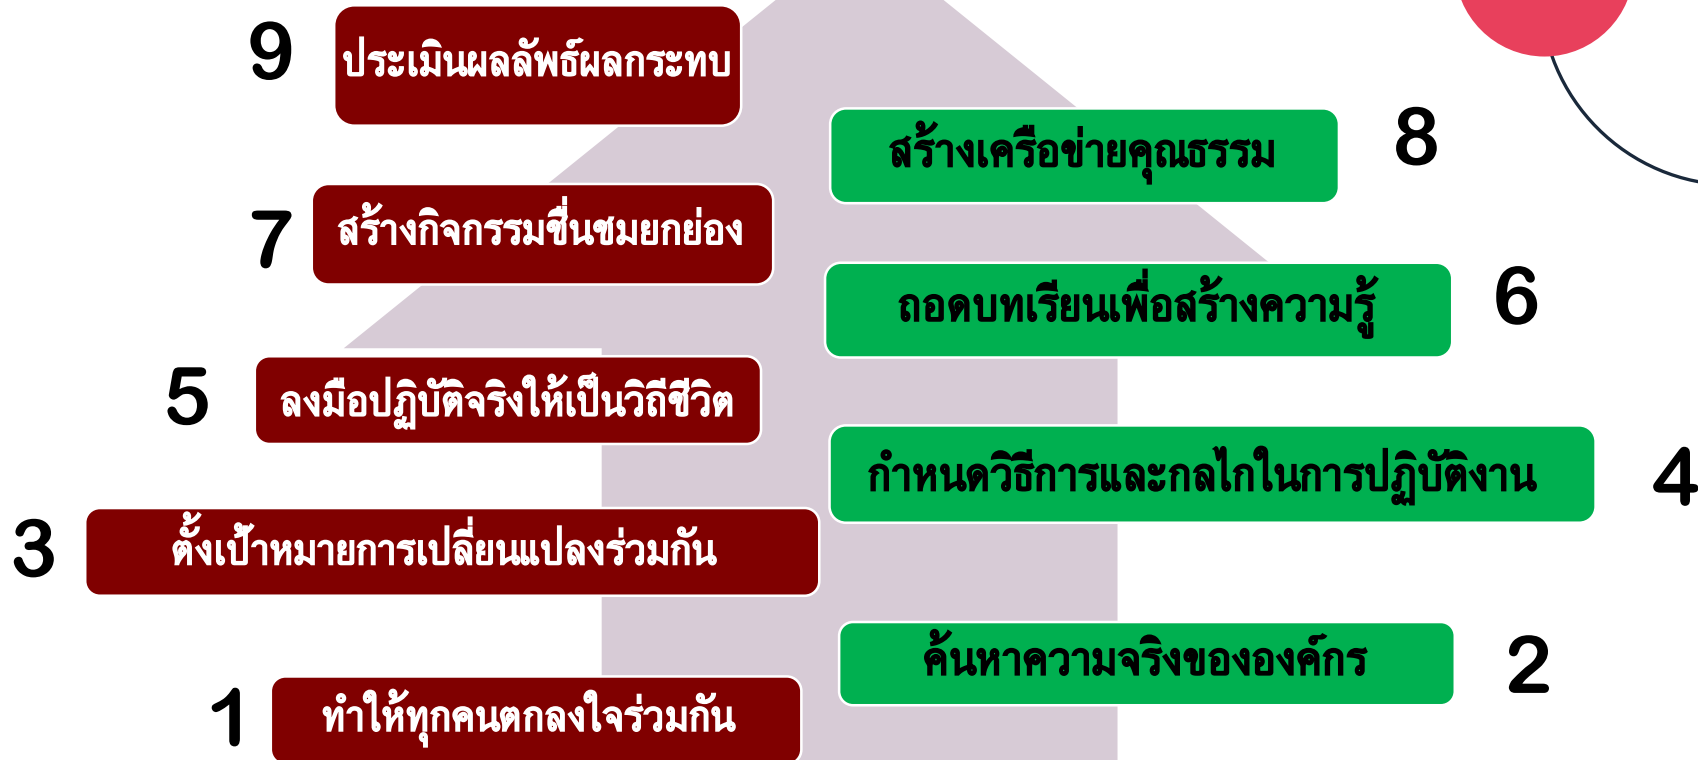 9
ประเมินผลลัพธ์ผลกระทบ
สร้างเครือข่ายคุณธรรม
8
7
สร้างกิจกรรมชื่นชมยกย่อง
ถอดบทเรียนเพื่อสร้างความรู้
6
5
ลงมือปฏิบัติจริงให้เป็นวิถีชีวิต
กำหนดวิธีการและกลไกในการปฏิบัติงาน
4
3
ตั้งเป้าหมายการเปลี่ยนแปลงร่วมกัน
ค้นหาความจริงขององค์กร
2
1
ทำให้ทุกคนตกลงใจร่วมกัน